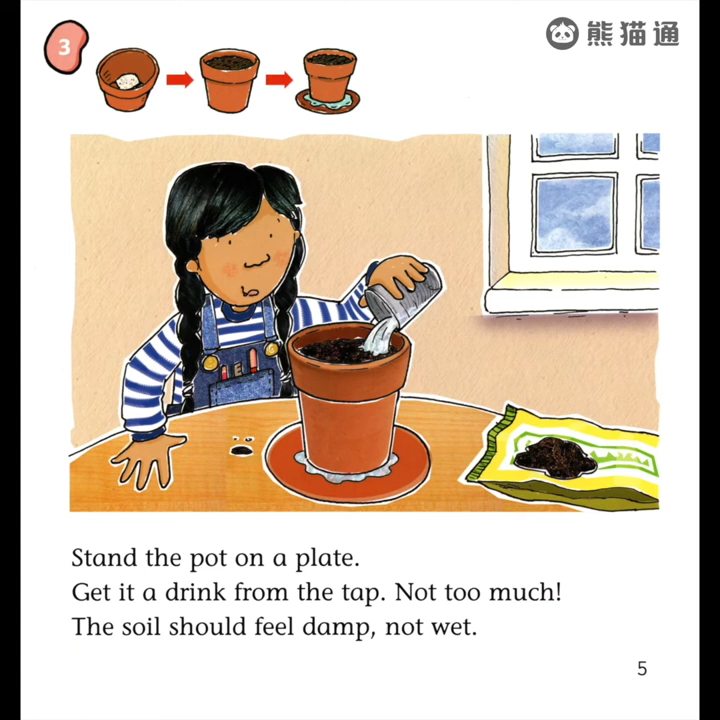 3
熊猫通
Stand the pot on a plate.
Get it a drink from the tap. Not too much!
The soil should feel damp, not wet.
5